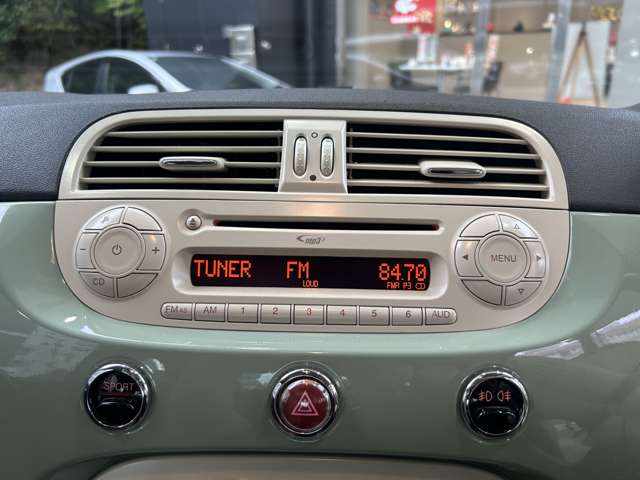 mp3
TUNER FM 84.70
LOUD FMR P3 CD
CD
MENU
FM AS AM 1 2 3 4 5 6 AUD
SPORT